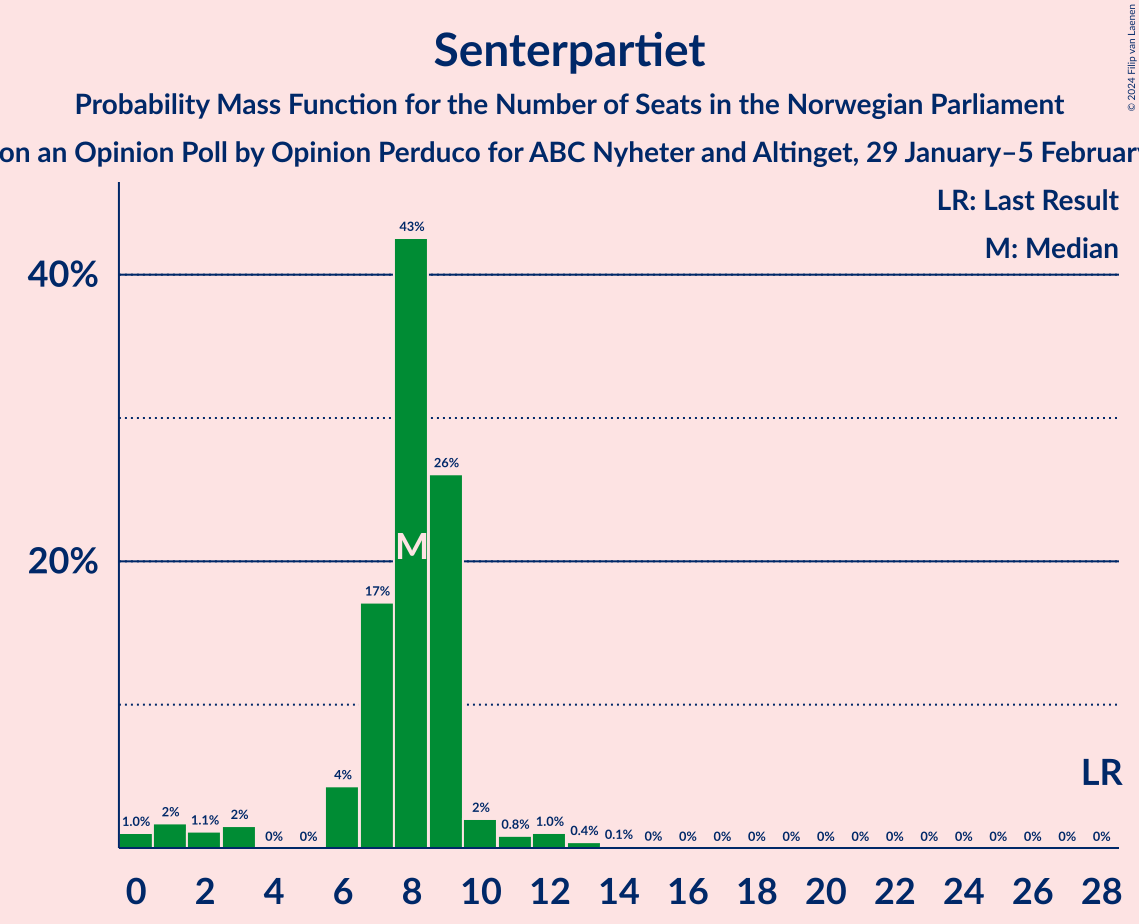 Senterpartiet
Probability Mass Function for the Number of Seats in the Norwegian Parliament
on an Opinion Poll by Opinion Perduco for ABC Nyheter and Altinget, 29 January–5 February
© 2024 Filip van Laenen
LR: Last Result
M: Median
40%
20%
43%
26%
M
17%
4%
LR
1.0% 2% 1.1% 2% 0% 0% 2% 0.8% 1.0% 0.4% 0.1% 0% 0% 0% 0% 0% 0% 0% 0% 0% 0% 0% 0% 0% 0%
0 2 4 6 8 10 12 14 16 18 20 22 24 26 28